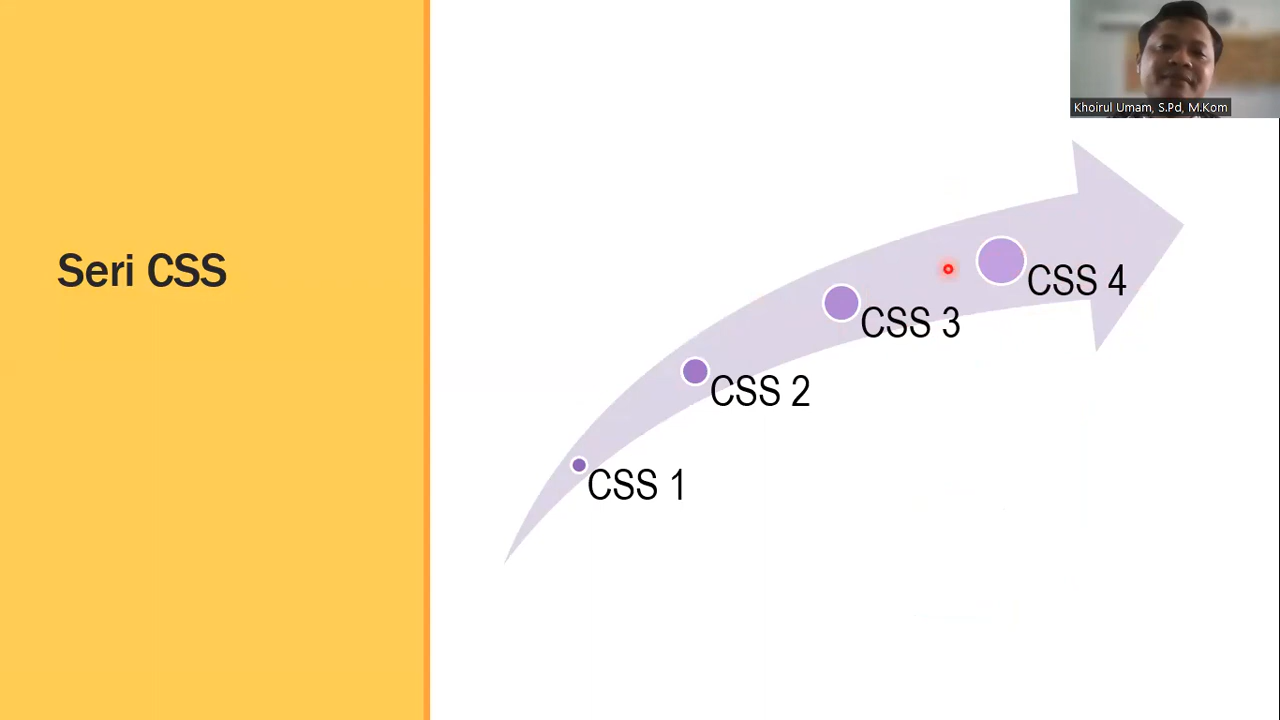 Khoirul Umam, S.Pd, M.Kom
Seri CSS
CSS 4
CSS 3
CSS 2
CSS 1